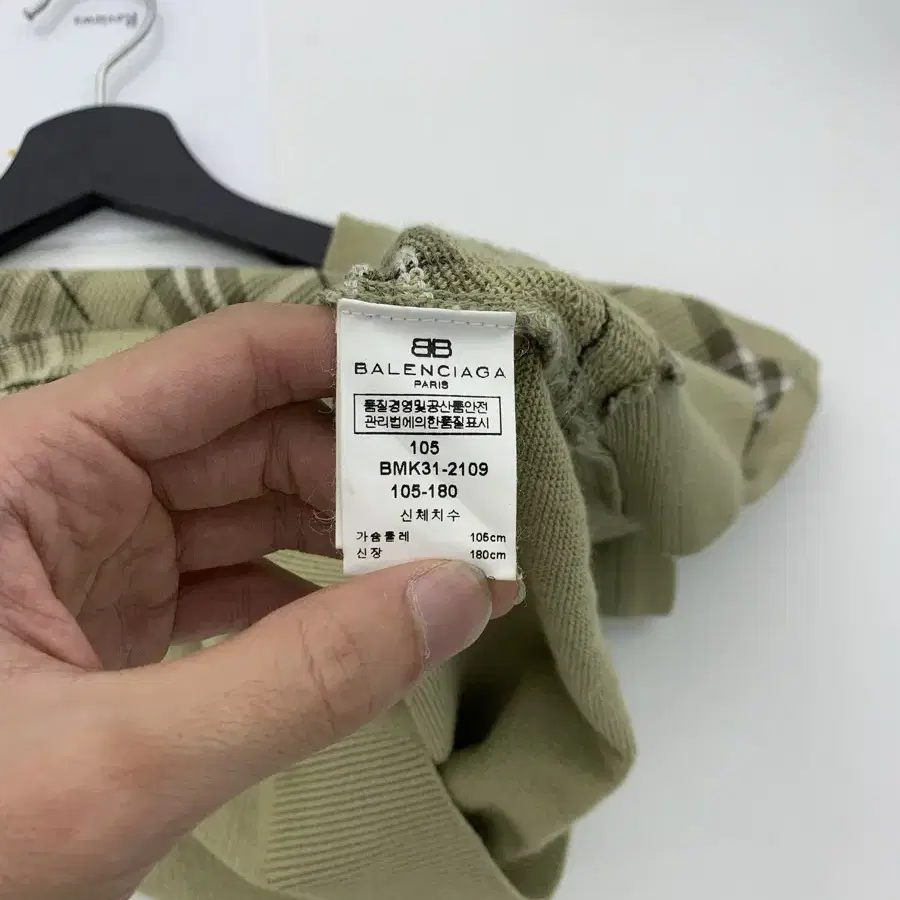 Reviews
BB
BALENCIAGA
PARIS
품질경영및공산품안전
관리법에의한품질표시
105
BMK31-2109
105-180
신체치수
가슴둘레 105cm
신장 180cm